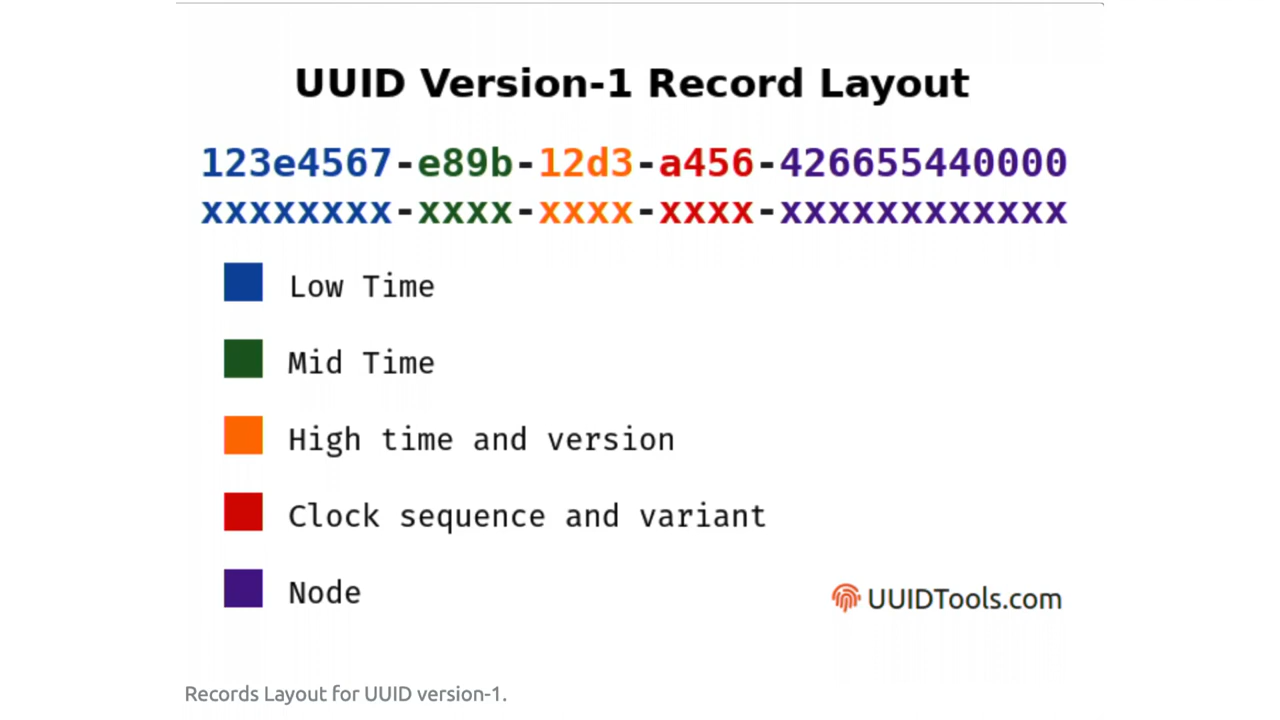 UUID Version-1 Record Layout
123e4567-e89b-12d3-a456-426655440000
xxxxxxxx-xxxx-xxxx-xxxx-xxxxxxxxxxxx
Low Time
Mid Time
High time and version
Clock sequence and variant
Node
UUIDTools.com
Records Layout for UUID version-1.